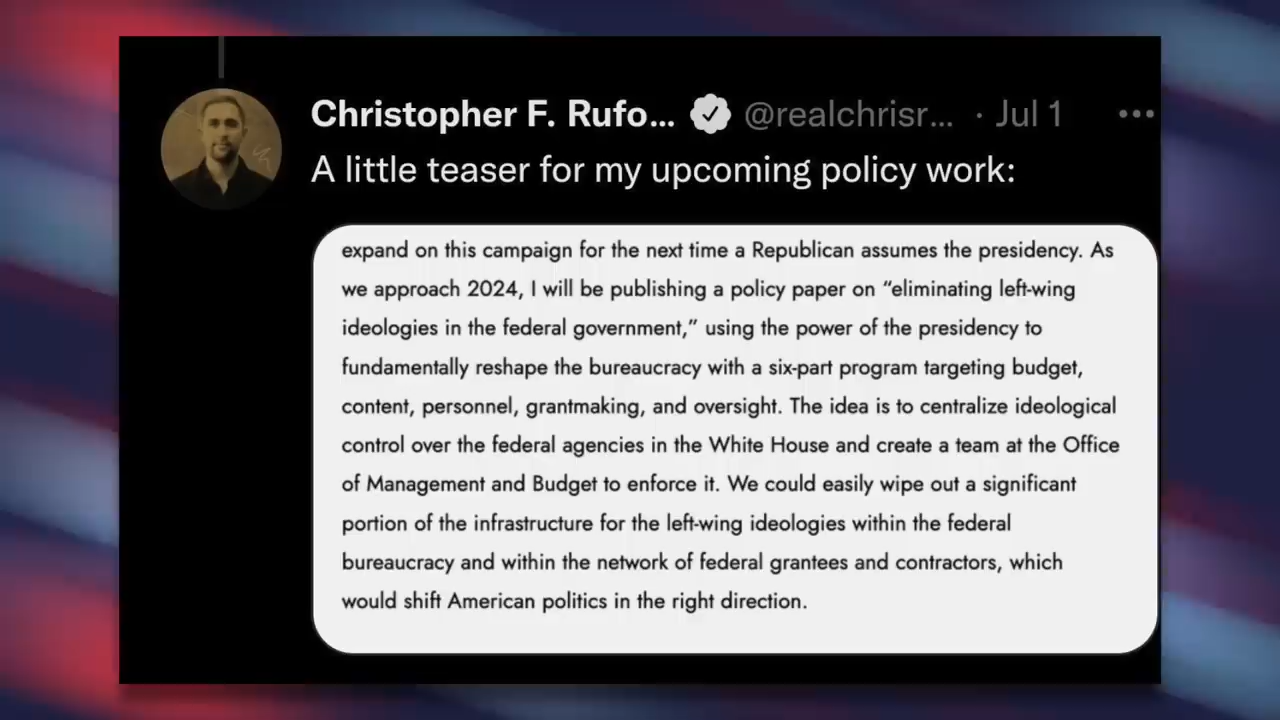 Christopher F. Rufo... @realchrisr... · Jul 1
A little teaser for my upcoming policy work:
expand on this campaign for the next time a Republican assumes the presidency. As
we approach 2024, I will be publishing a policy paper on “eliminating left-wing
ideologies in the federal government,” using the power of the presidency to
fundamentally reshape the bureaucracy with a six-part program targeting budget,
content, personnel, grantmaking, and oversight. The idea is to centralize ideological
control over the federal agencies in the White House and create a team at the Office
of Management and Budget to enforce it. We could easily wipe out a significant
portion of the infrastructure for the left-wing ideologies within the federal
bureaucracy and within the network of federal grantees and contractors, which
would shift American politics in the right direction.